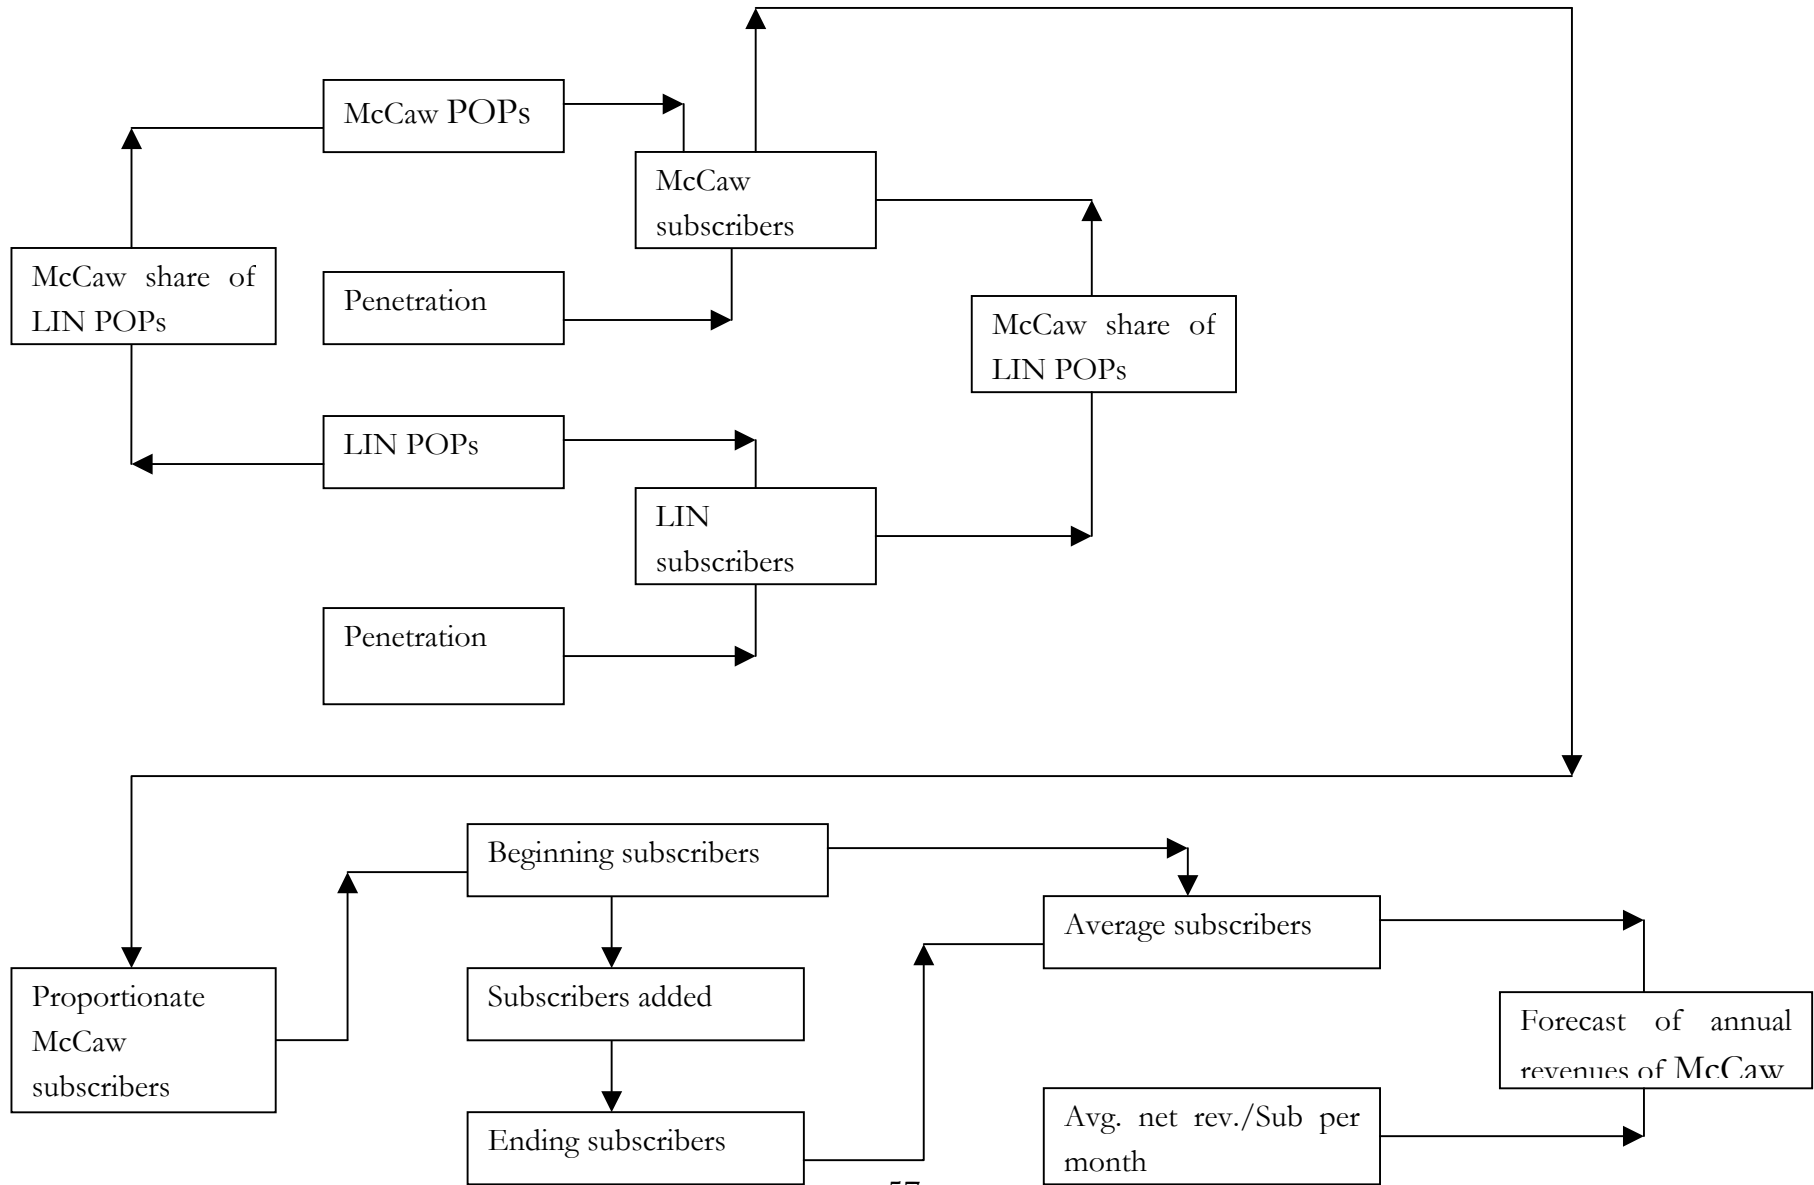 McCaw POPs
McCaw
subscribers
McCaw share of
LIN POPs
Penetration
McCaw share of
LIN POPs
LIN POPs
LIN
subscribers
Penetration
Beginning subscribers
Average subscribers
Proportionate
McCaw
subscribers
Subscribers added
Forecast of annual
revenues of McCaw
Ending subscribers
Avg. net rev./Sub per
month
57